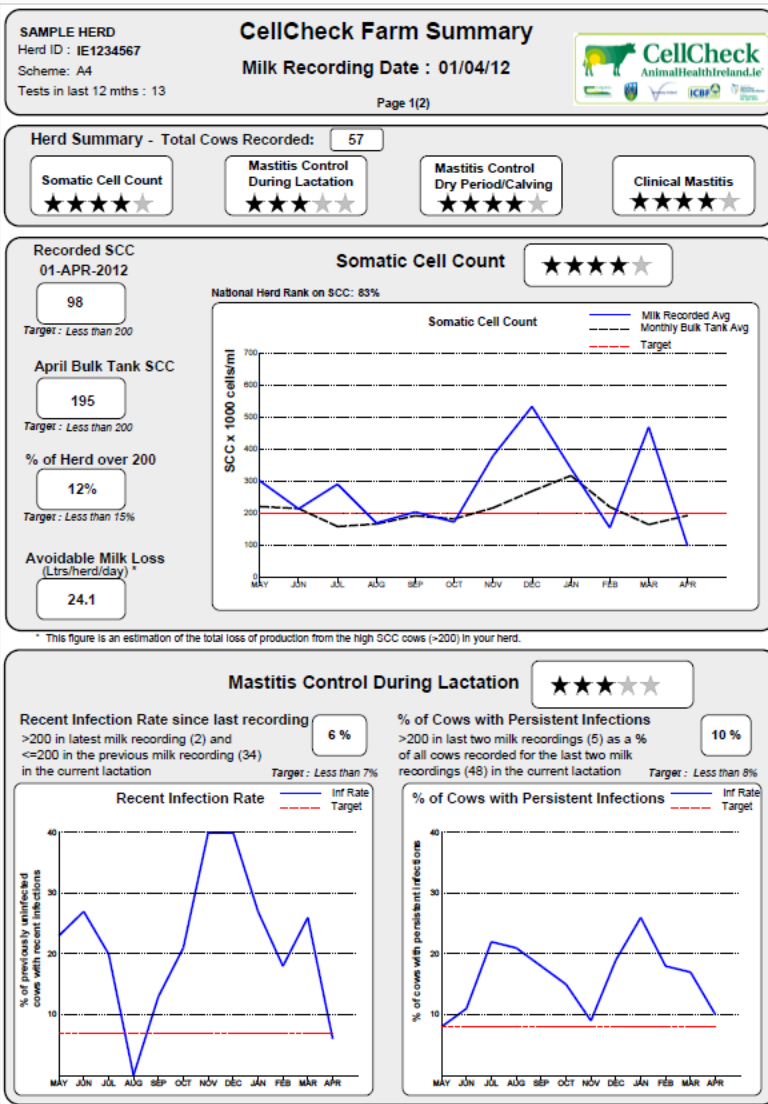 SAMPLE HERD
Herd ID : IE1234567
Scheme: A4
Tests in last 12 mths : 13
CellCheck Farm Summary
Milk Recording Date : 01/04/12
Page 1(2)
CellCheck
AnimalHealthIreland.ie
ICBF
Herd Summary - Total Cows Recorded: 57
Somatic Cell Count
Mastitis Control
During Lactation
Mastitis Control
Dry Period/Calving
Clinical Mastitis
Recorded SCC
01-APR-2012
98
Target : Less than 200
April Bulk Tank SCC
195
Target : Less than 200
% of Herd over 200
12%
Target : Less than 15%
Avoidable Milk Loss
(Ltrs/herd/day) *
24.1
Somatic Cell Count
National Herd Rank on SCC: 83%
Somatic Cell Count
Milk Recorded Avg
Monthly Bulk Tank Avg
Target
SCC x 1000 cells/ml
700
600
500
400
300
200
100
0
MAY JUN JUL AUG SEP OCT NOV DEC JAN FEB MAR APR
* This figure is an estimation of the total loss of production from the high SCC cows (>200) in your herd.
Mastitis Control During Lactation
Recent Infection Rate since last recording
>200 in latest milk recording (2) and
<=200 in the previous milk recording (34)
in the current lactation
6 %
Target : Less than 7%
Recent Infection Rate
Inf Rate
Target
% of previously uninfected
cows with recent infections
40
30
20
10
MAY JUN JUL AUG SEP OCT NOV DEC JAN FEB MAR APR
% of Cows with Persistent Infections
>200 in last two milk recordings (5) as a %
of all cows recorded for the last two milk
recordings (48) in the current lactation
10 %
Target : Less than 8%
% of Cows with Persistent Infections
Inf Rate
Target
% of cows with persistent infections
40
30
20
10
MAY JUN JUL AUG SEP OCT NOV DEC JAN FEB MAR APR